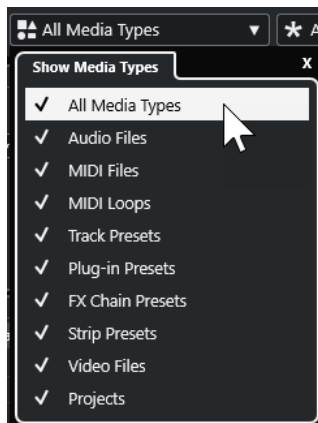 All Media Types
Show Media Types
X
All Media Types
Audio Files
MIDI Files
MIDI Loops
Track Presets
Plug-in Presets
FX Chain Presets
Strip Presets
Video Files
Projects